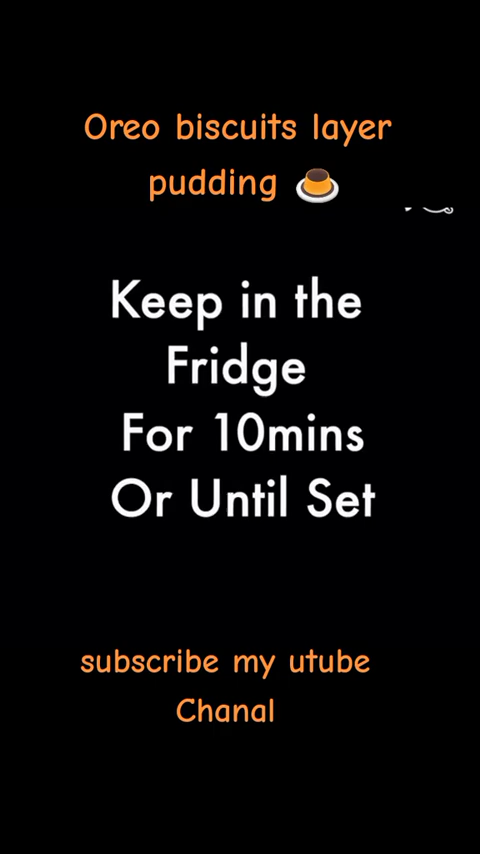 Oreo biscuits layer
pudding 🍮
Keep in the
Fridge
For 10mins
Or Until Set
subscribe my utube
Chanal